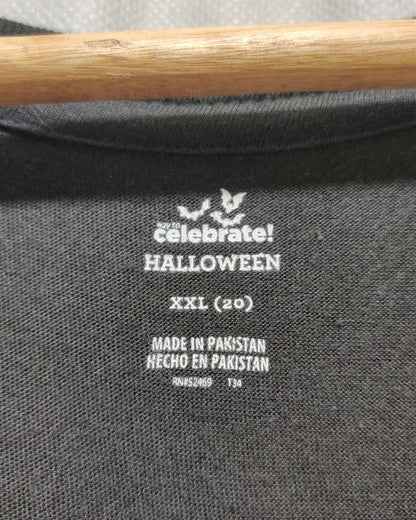 way to
celebrate!
HALLOWEEN
XXL (20)
MADE IN PAKISTAN
HECHO EN PAKISTAN
RN#52469 T34